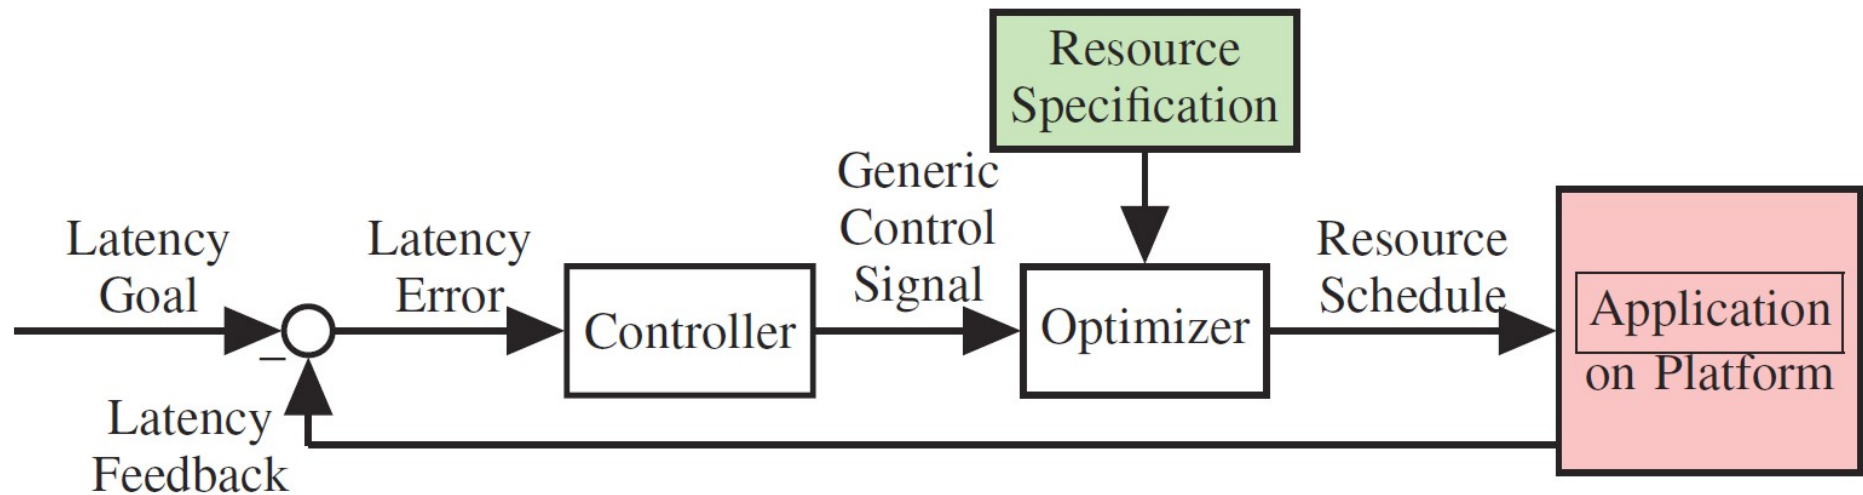 Resource
Specification
Generic
Control
Signal
Latency
Goal
Latency
Error
Resource
Schedule
Controller
Optimizer
Application
on Platform
–
Latency
Feedback